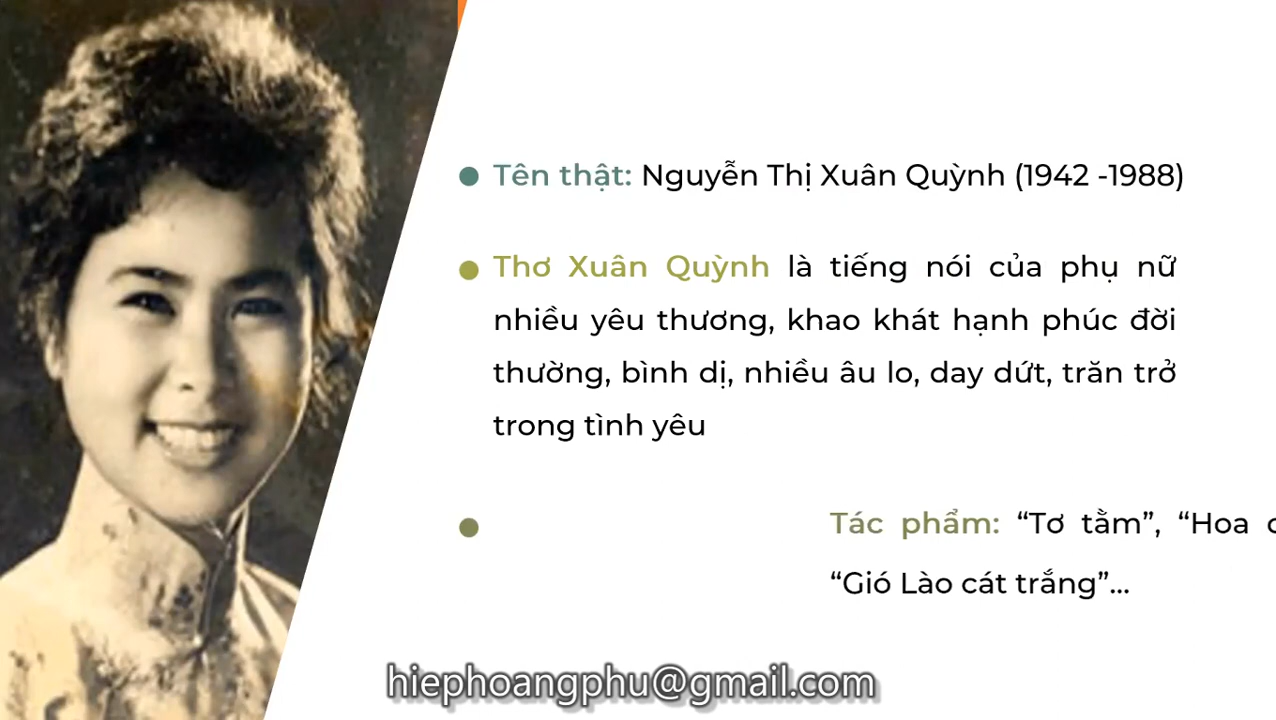 Tên thật: Nguyễn Thị Xuân Quỳnh (1942 -1988)
Thơ Xuân Quỳnh là tiếng nói của phụ nữ
nhiều yêu thương, khao khát hạnh phúc đời
thường, bình dị, nhiều âu lo, day dứt, trăn trở
trong tình yêu
Tác phẩm: “Tơ tằm”, “Hoa
“Gió Lào cát trắng”...
hiephoangphu@gmail.com